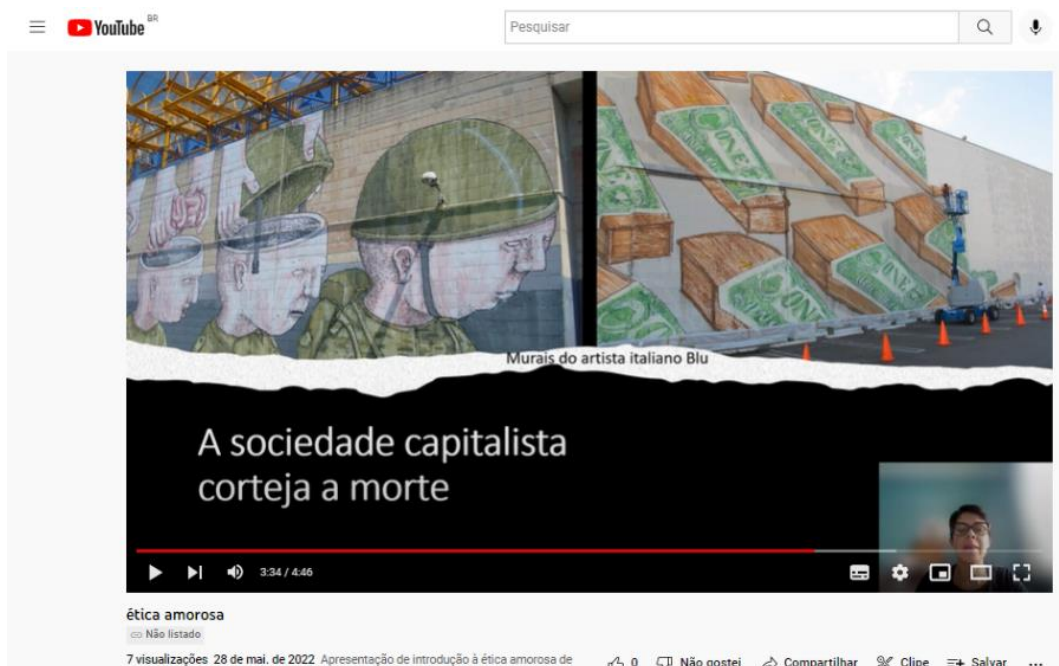 YouTube BR
Pesquisar
ONE
ONE
ONE
Murais do artista italiano Blu
A sociedade capitalista
corteja a morte
3:34 / 4:46
ética amorosa
Não listado
7 visualizações 28 de mai. de 2022 Apresentação de introdução à ética amorosa de
0 Não gostei Compartilhar Clipe Salvar ...